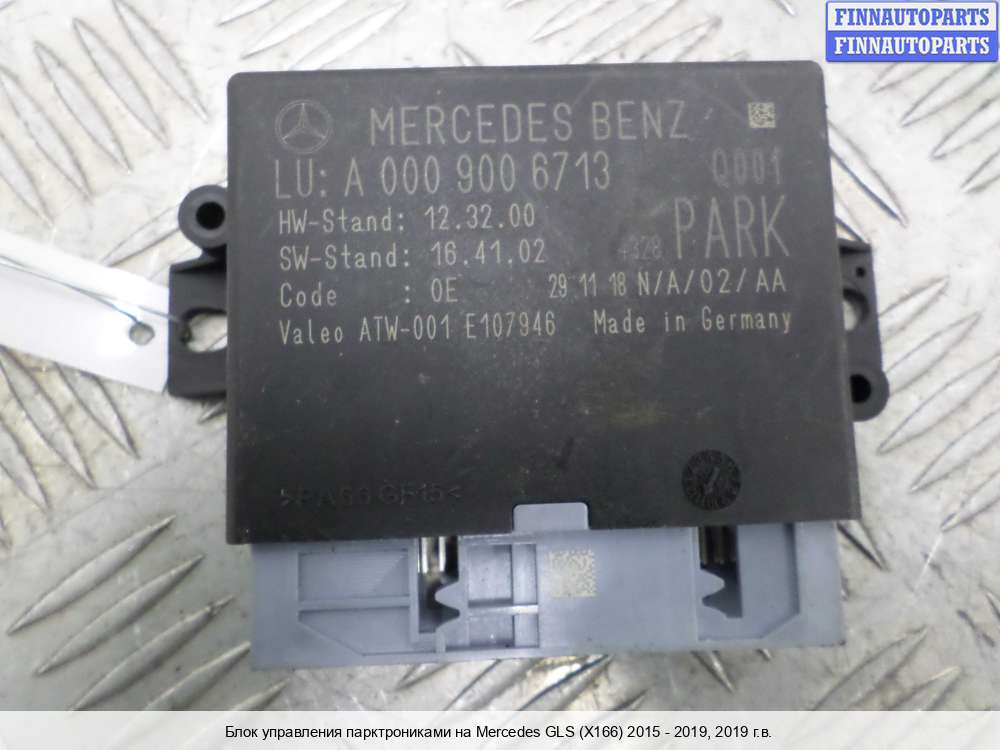 FINNAUTOPARTS
FINNAUTOPARTS
MERCEDES BENZ
LU: A 000 900 6713 Q001
HW-Stand: 12.32.00
SW-Stand: 16.41.02 4328 PARK
Code : 0E 29 11 18 N/A/02/AA
Valeo ATW-001 E107946 Made in Germany
Блок управления парктрониками на Mercedes GLS (X166) 2015 - 2019, 2019 г.в.